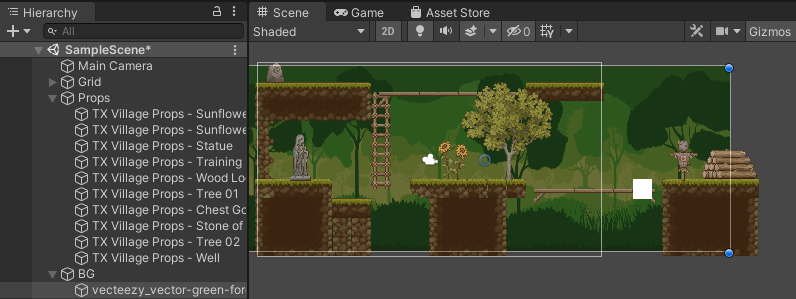 Hierarchy
All
SampleScene*
Main Camera
Grid
Props
TX Village Props - Sunflowe
TX Village Props - Sunflowe
TX Village Props - Statue
TX Village Props - Training
TX Village Props - Wood Lo
TX Village Props - Tree 01
TX Village Props - Chest Go
TX Village Props - Stone of
TX Village Props - Tree 02
TX Village Props - Well
BG
vecteezy_vector-green-for
Scene Game Asset Store
Shaded 2D 0 Gizmos